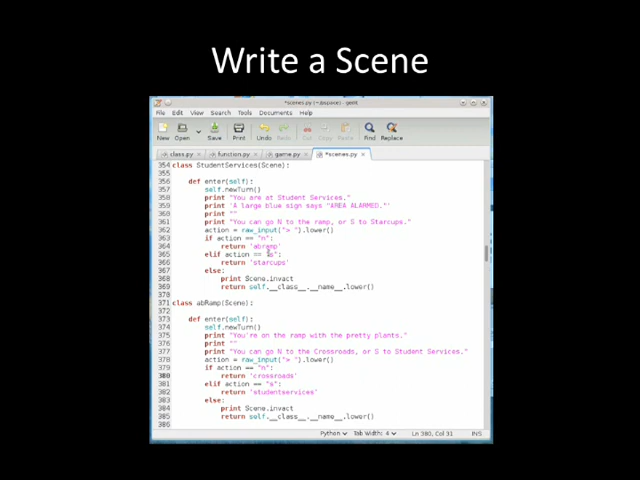 Write a Scene
*scenes.py (~/bspace) - gedit
File Edit View Search Tools Documents Help
New Open Save Print Undo Redo Cut Copy Paste Find Replace
class.py × function.py × game.py × *scenes.py ×
354 class StudentServices(Scene):
355
356 def enter(self):
357 self.newTurn()
358 print "You are at Student Services."
359 print 'A large blue sign says "AREA ALARMED."'
360 print ""
361 print "You can go N to the ramp, or S to Starcups."
362 action = raw_input("> ").lower()
363 if action == "n":
364 return 'abramp'
365 elif action == "s":
366 return 'starcups'
367 else:
368 print Scene.invact
369 return self.__class__.__name__.lower()
370
371 class abRamp(Scene):
372
373 def enter(self):
374 self.newTurn()
375 print "You're on the ramp with the pretty plants."
376 print ""
377 print "You can go N to the Crossroads, or S to Student Services."
378 action = raw_input("> ").lower()
379 if action == "n":
380 return 'crossroads'
381 elif action == "s":
382 return 'studentservices'
383 else:
384 print Scene.invact
385 return self.__class__.__name__.lower()
386
Python Tab Width: 4 Ln 380, Col 31 INS